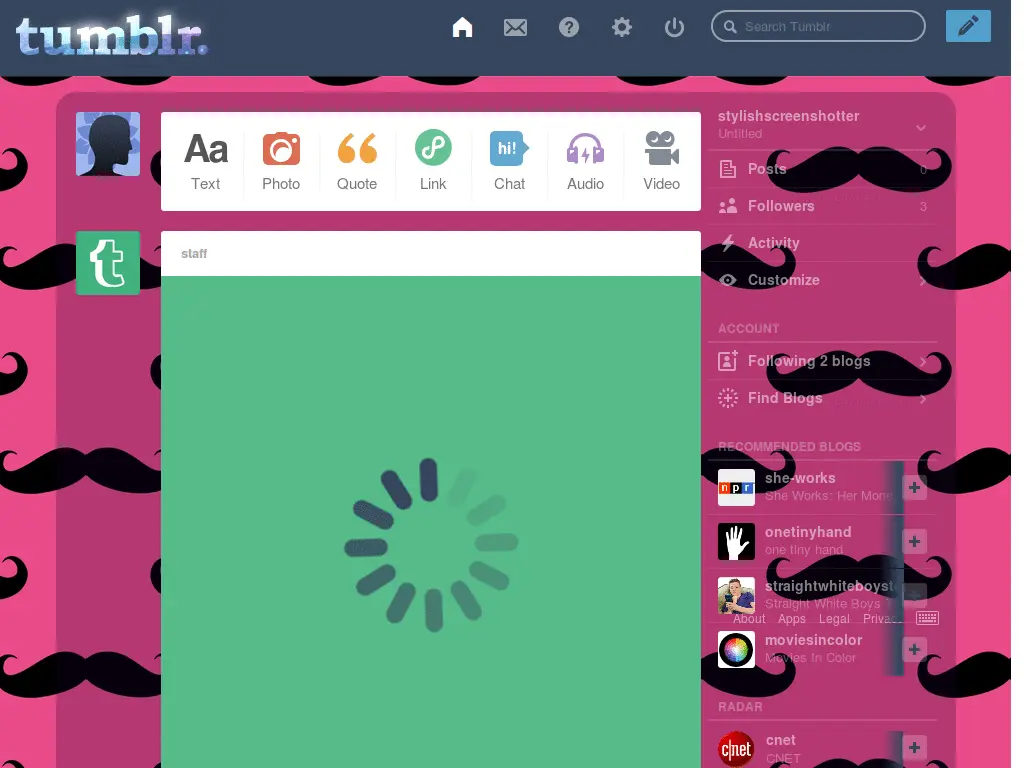 tumblr.
Search Tumblr
Aa
hi!
Text
Photo
Quote
Link
Chat
Audio
Video
t
staff
stylishscreenshotter
Untitled
Posts 0
Followers 3
Activity
Customize
ACCOUNT
Following 2 blogs
Find Blogs
RECOMMENDED BLOGS
npr
she-works
She Works: Her Mone
onetinyhand
one tiny hand
straightwhiteboyst
Straight White Boys T
About Apps Legal Privac
moviesincolor
Movies In Color
RADAR
c|net
cnet
CNET